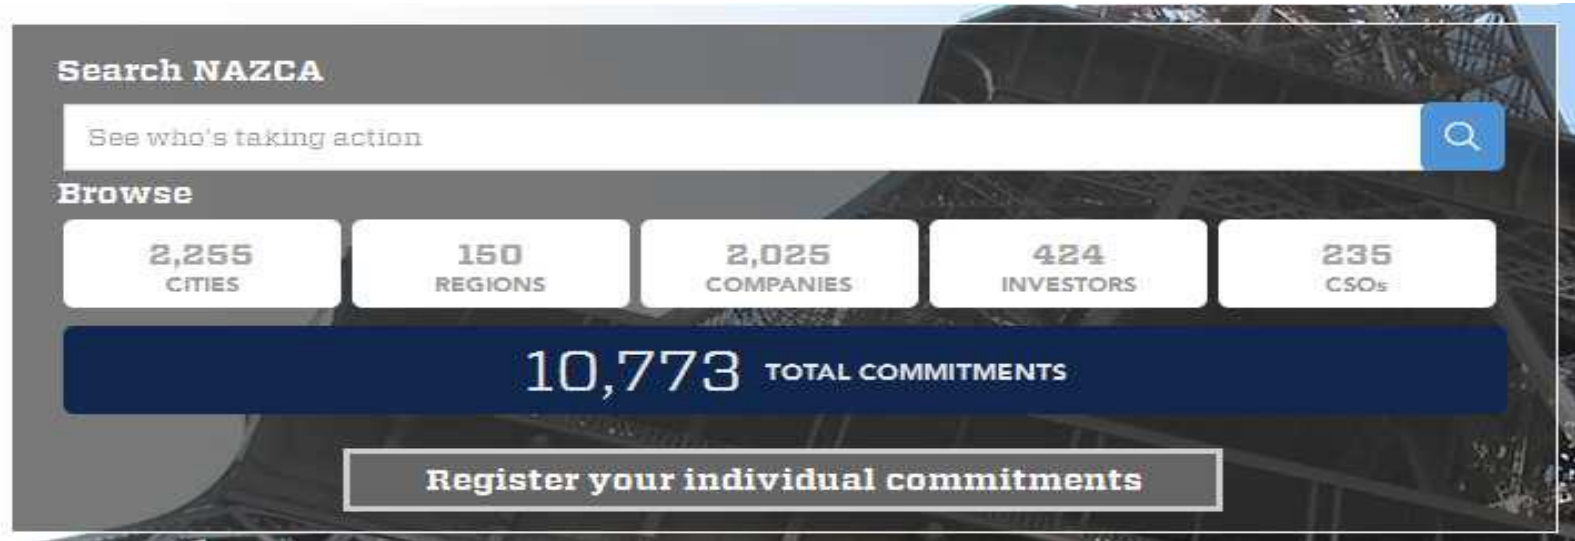 Search NAZCA
See who's taking action
Browse
2,255 150 2,025 424 235
CITIES REGIONS COMPANIES INVESTORS CSOs
10,773 TOTAL COMMITMENTS
Register your individual commitments